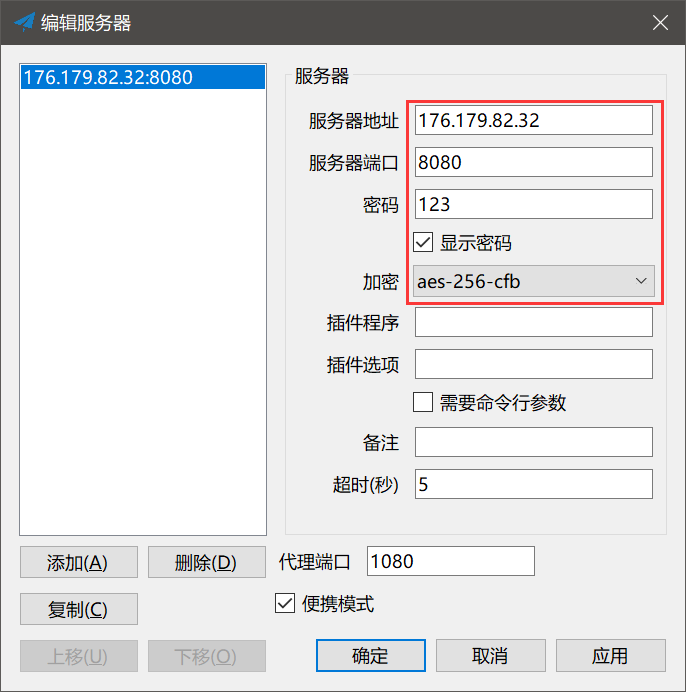 编辑服务器
176.179.82.32:8080
服务器
服务器地址 176.179.82.32
服务器端口 8080
密码 123
显示密码
加密 aes-256-cfb
插件程序
插件选项
需要命令行参数
备注
超时(秒) 5
添加(A) 删除(D) 代理端口 1080
复制(C) 便携模式
上移(U) 下移(O) 确定 取消 应用